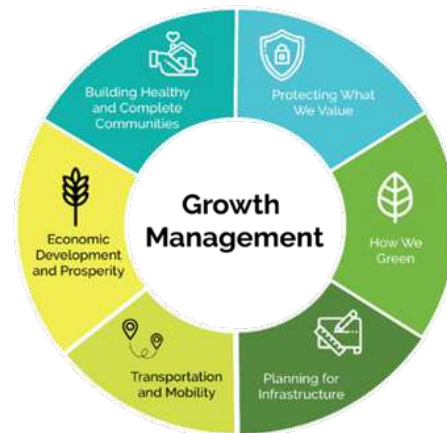 Building Healthy
and Complete
Communities
Protecting What
We Value
How We
Green
Planning for
Infrastructure
Transportation
and Mobility
Economic
Development
and Prosperity
Growth
Management